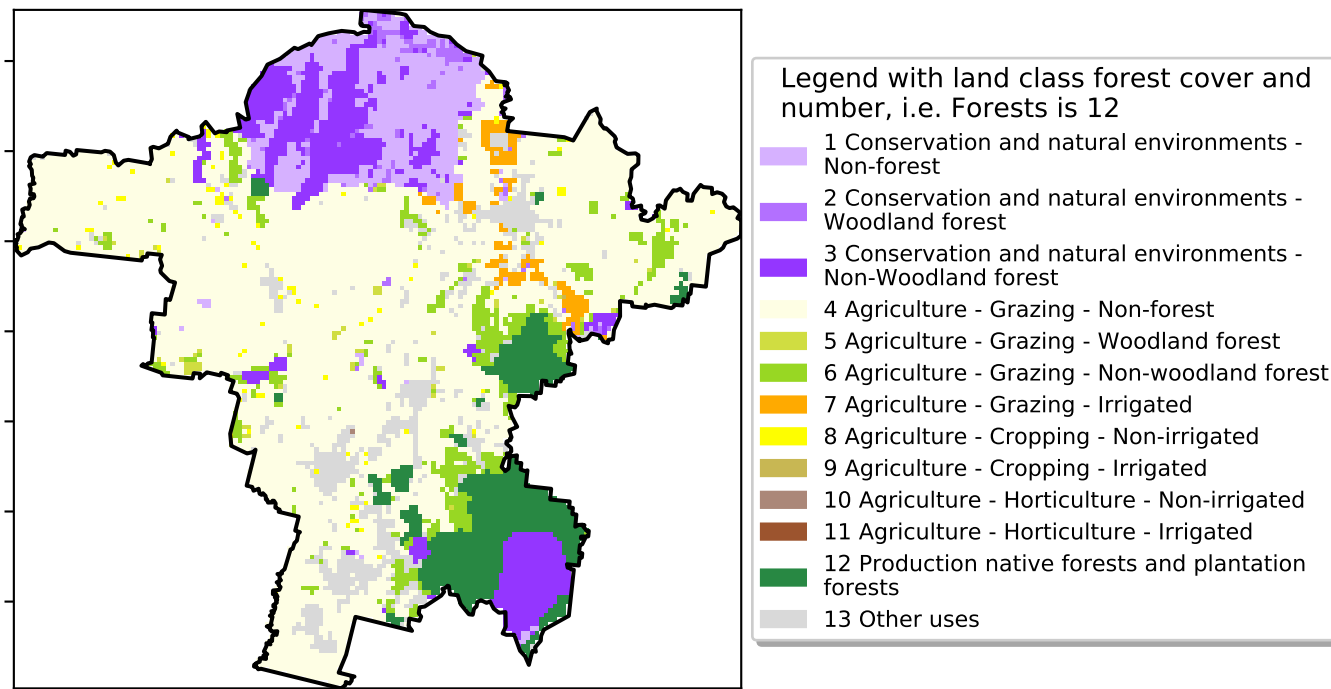 Legend with land class forest cover and
number, i.e. Forests is 12
1 Conservation and natural environments -
Non-forest
2 Conservation and natural environments -
Woodland forest
3 Conservation and natural environments -
Non-Woodland forest
4 Agriculture - Grazing - Non-forest
5 Agriculture - Grazing - Woodland forest
6 Agriculture - Grazing - Non-woodland forest
7 Agriculture - Grazing - Irrigated
8 Agriculture - Cropping - Non-irrigated
9 Agriculture - Cropping - Irrigated
10 Agriculture - Horticulture - Non-irrigated
11 Agriculture - Horticulture - Irrigated
12 Production native forests and plantation
forests
13 Other uses